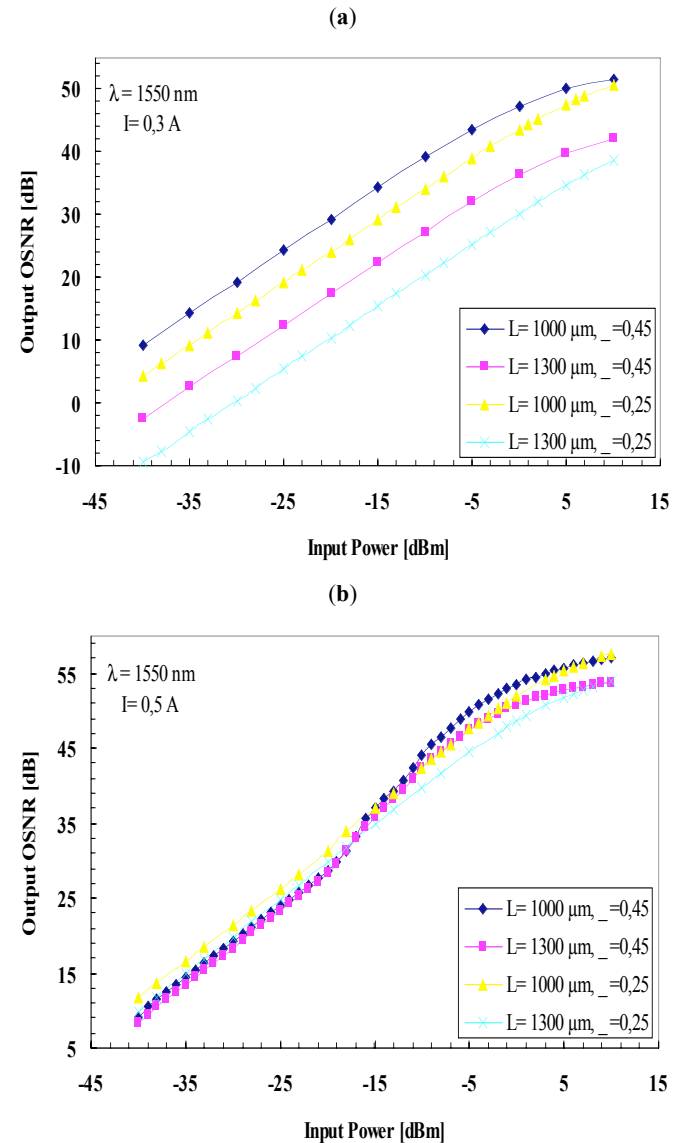 (a)
λ = 1550 nm
I= 0,3 A
Output OSNR [dB]
50
40
30
20
10
0
-10
L= 1000 μm, _ =0,45
L= 1300 μm, _ =0,45
L= 1000 μm, _ =0,25
L= 1300 μm, _ =0,25
-45 -35 -25 -15 -5 5 15
Input Power [dBm]
(b)
λ = 1550 nm
I= 0,5 A
Output OSNR [dB]
55
45
35
25
15
5
L= 1000 μm, _ =0,45
L= 1300 μm, _ =0,45
L= 1000 μm, _ =0,25
L= 1300 μm, _ =0,25
-45 -35 -25 -15 -5 5 15
Input Power [dBm]